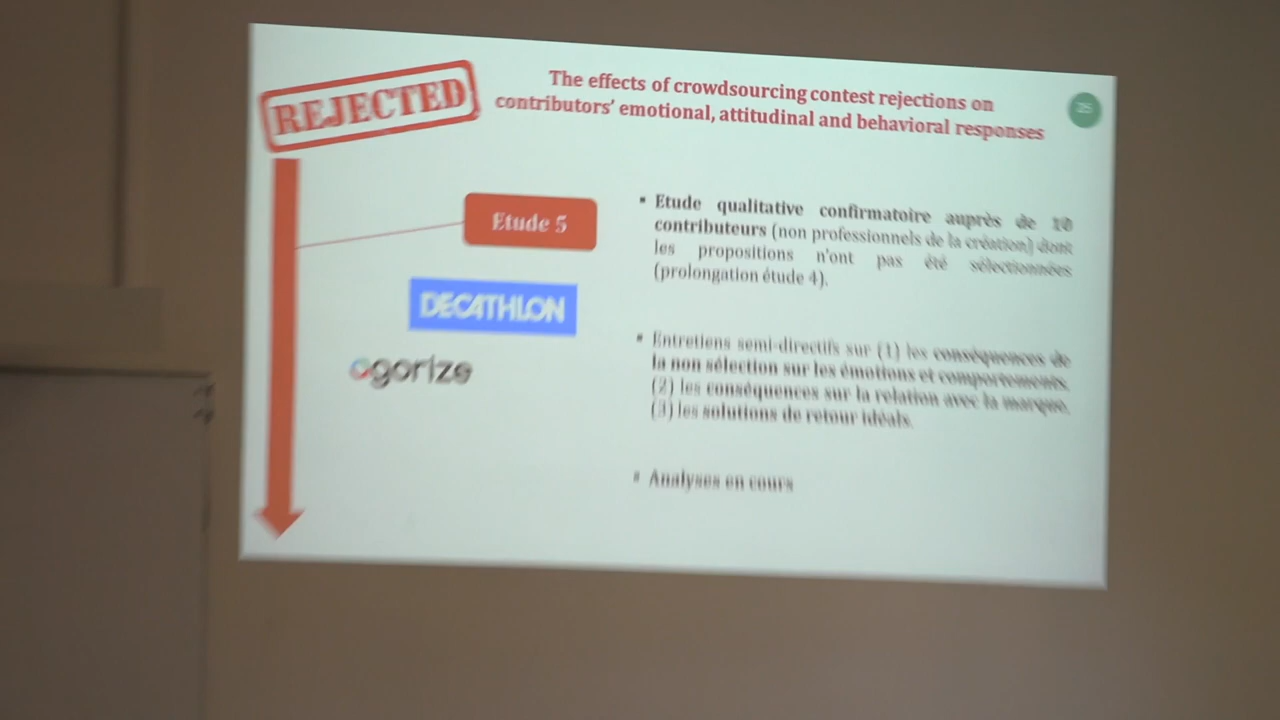 REJECTED
The effects of crowdsourcing contest rejections on
contributors' emotional, attitudinal and behavioral responses
25
Etude 5
DECATHLON
agorize
▪ Etude qualitative confirmatoire auprès de 10
contributeurs (non professionnels de la création) dont
les propositions n'ont pas été sélectionnées
(prolongation étude 4).
▪ Entretiens semi-directifs sur (1) les conséquences de
la non sélection sur les émotions et comportements,
(2) les conséquences sur la relation avec la marque,
(3) les solutions de retour idéals.
▪ Analyses en cours